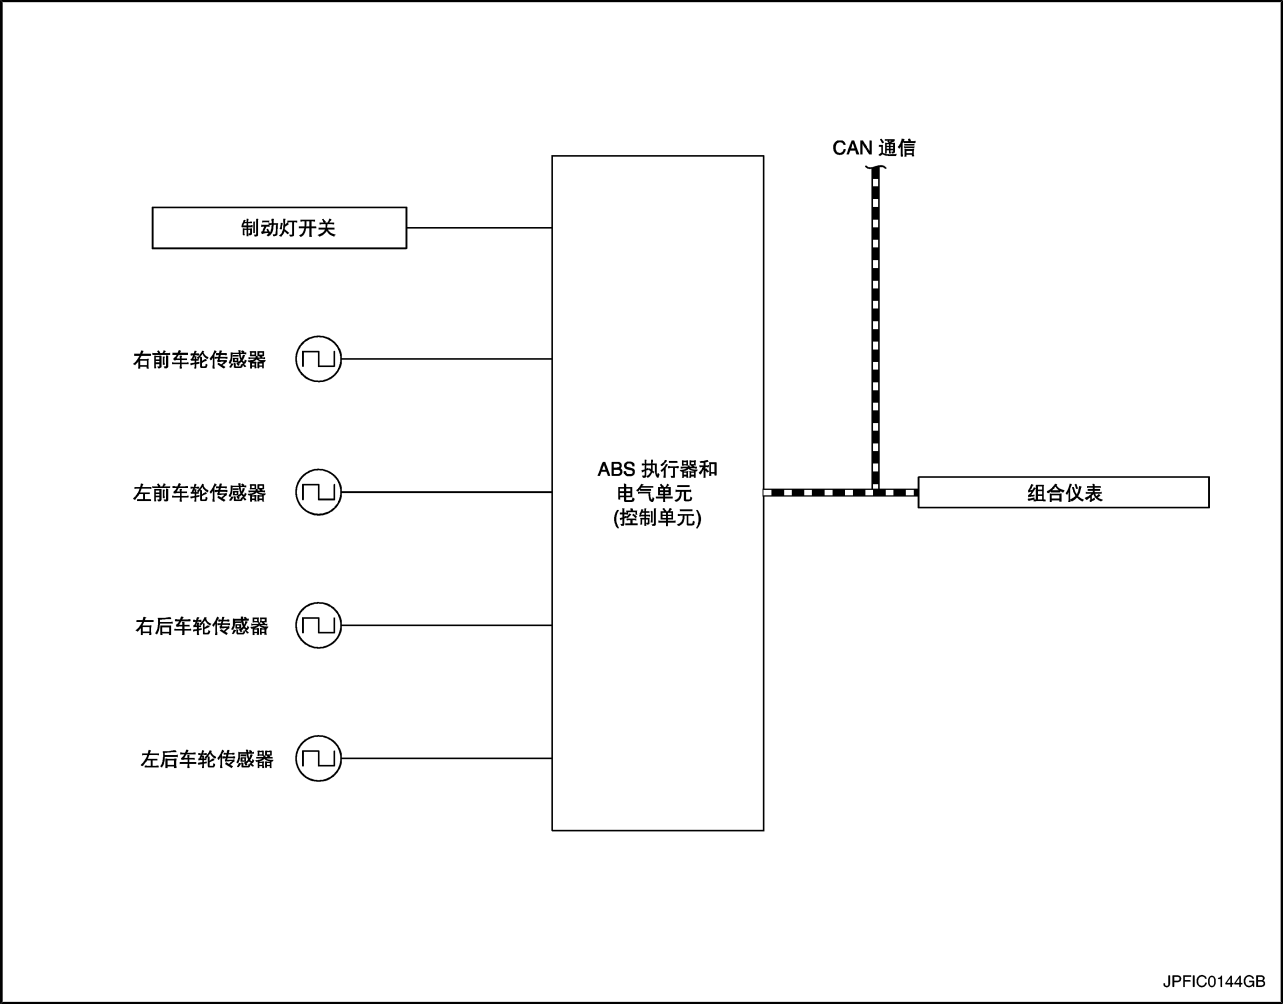 CAN 通信
制动灯开关
右前车轮传感器
左前车轮传感器
ABS 执行器和
电气单元
(控制单元)
组合仪表
右后车轮传感器
左后车轮传感器
JPFIC0144GB